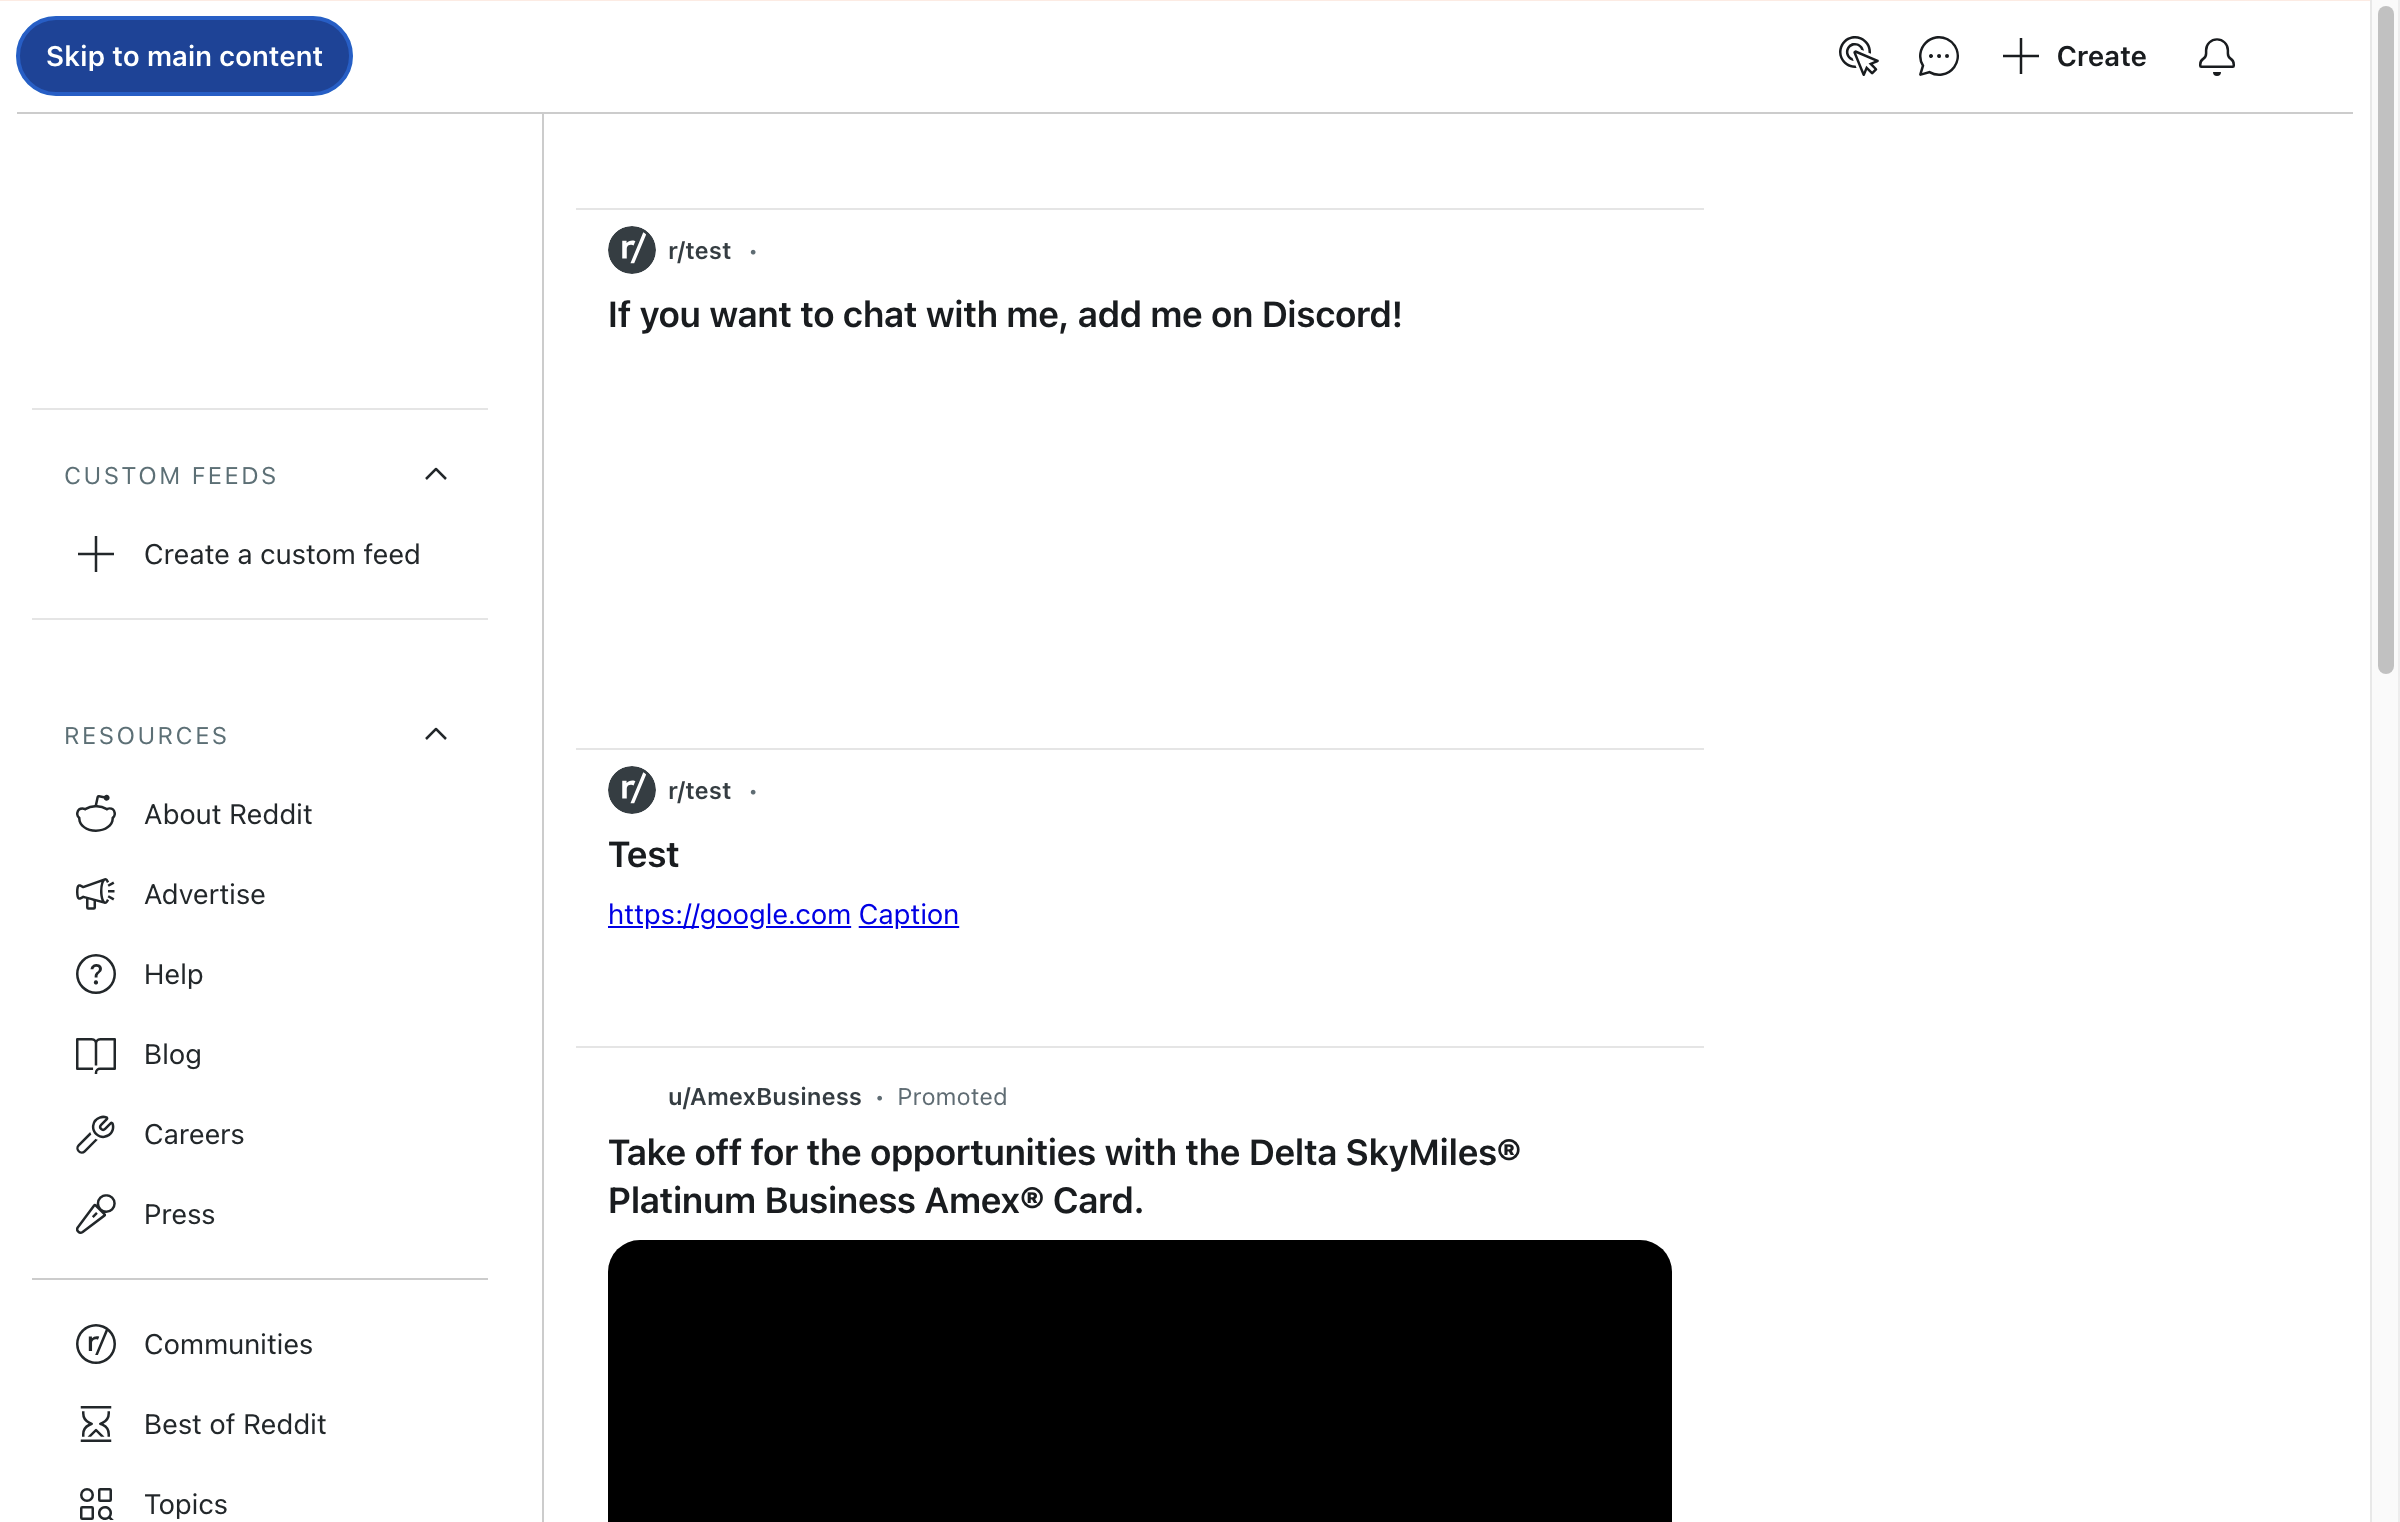 Skip to main content
Create
CUSTOM FEEDS
Create a custom feed
RESOURCES
About Reddit
Advertise
Help
Blog
Careers
Press
Communities
Best of Reddit
Topics
r/ r/test •
If you want to chat with me, add me on Discord!
r/ r/test •
Test
https://google.com Caption
u/AmexBusiness • Promoted
Take off for the opportunities with the Delta SkyMiles®
Platinum Business Amex® Card.